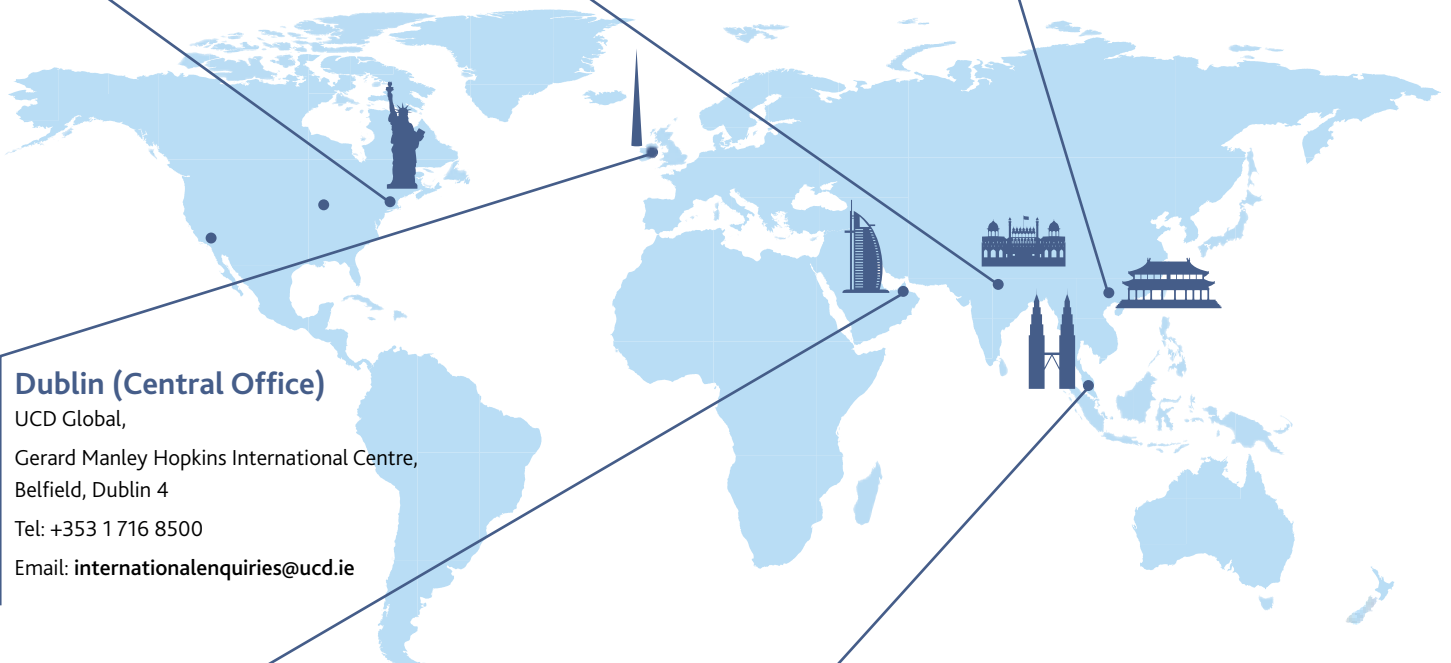 Dublin (Central Office)
UCD Global,
Gerard Manley Hopkins International Centre,
Belfield, Dublin 4
Tel: +353 1 716 8500
Email: internationalenquiries@ucd.ie